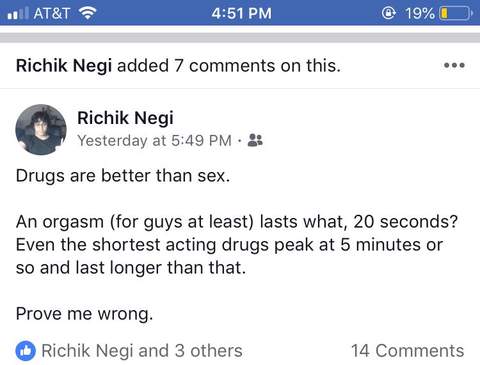 AT&T 4:51 PM 19%
Richik Negi added 7 comments on this.
Richik Negi
Yesterday at 5:49 PM ·
Drugs are better than sex.
An orgasm (for guys at least) lasts what, 20 seconds?
Even the shortest acting drugs peak at 5 minutes or
so and last longer than that.
Prove me wrong.
Richik Negi and 3 others 14 Comments